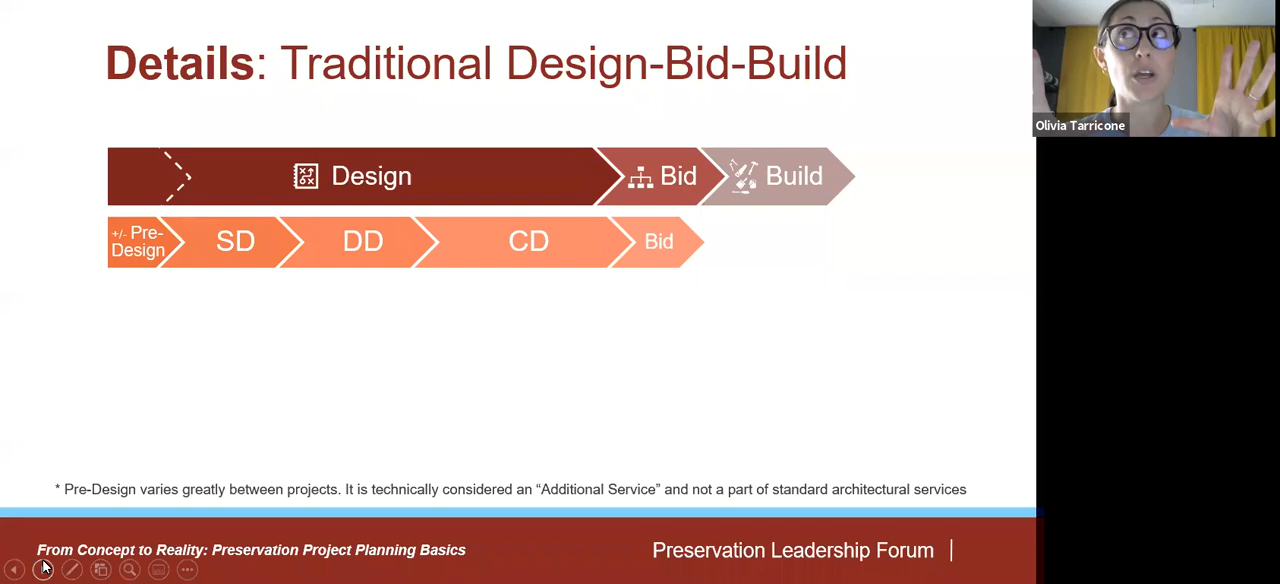 Details: Traditional Design-Bid-Build
Olivia Tarricone
Design
Bid
Build
+/- Pre-
Design
SD
DD
CD
Bid
* Pre-Design varies greatly between projects. It is technically considered an “Additional Service” and not a part of standard architectural services
From Concept to Reality: Preservation Project Planning Basics
Preservation Leadership Forum